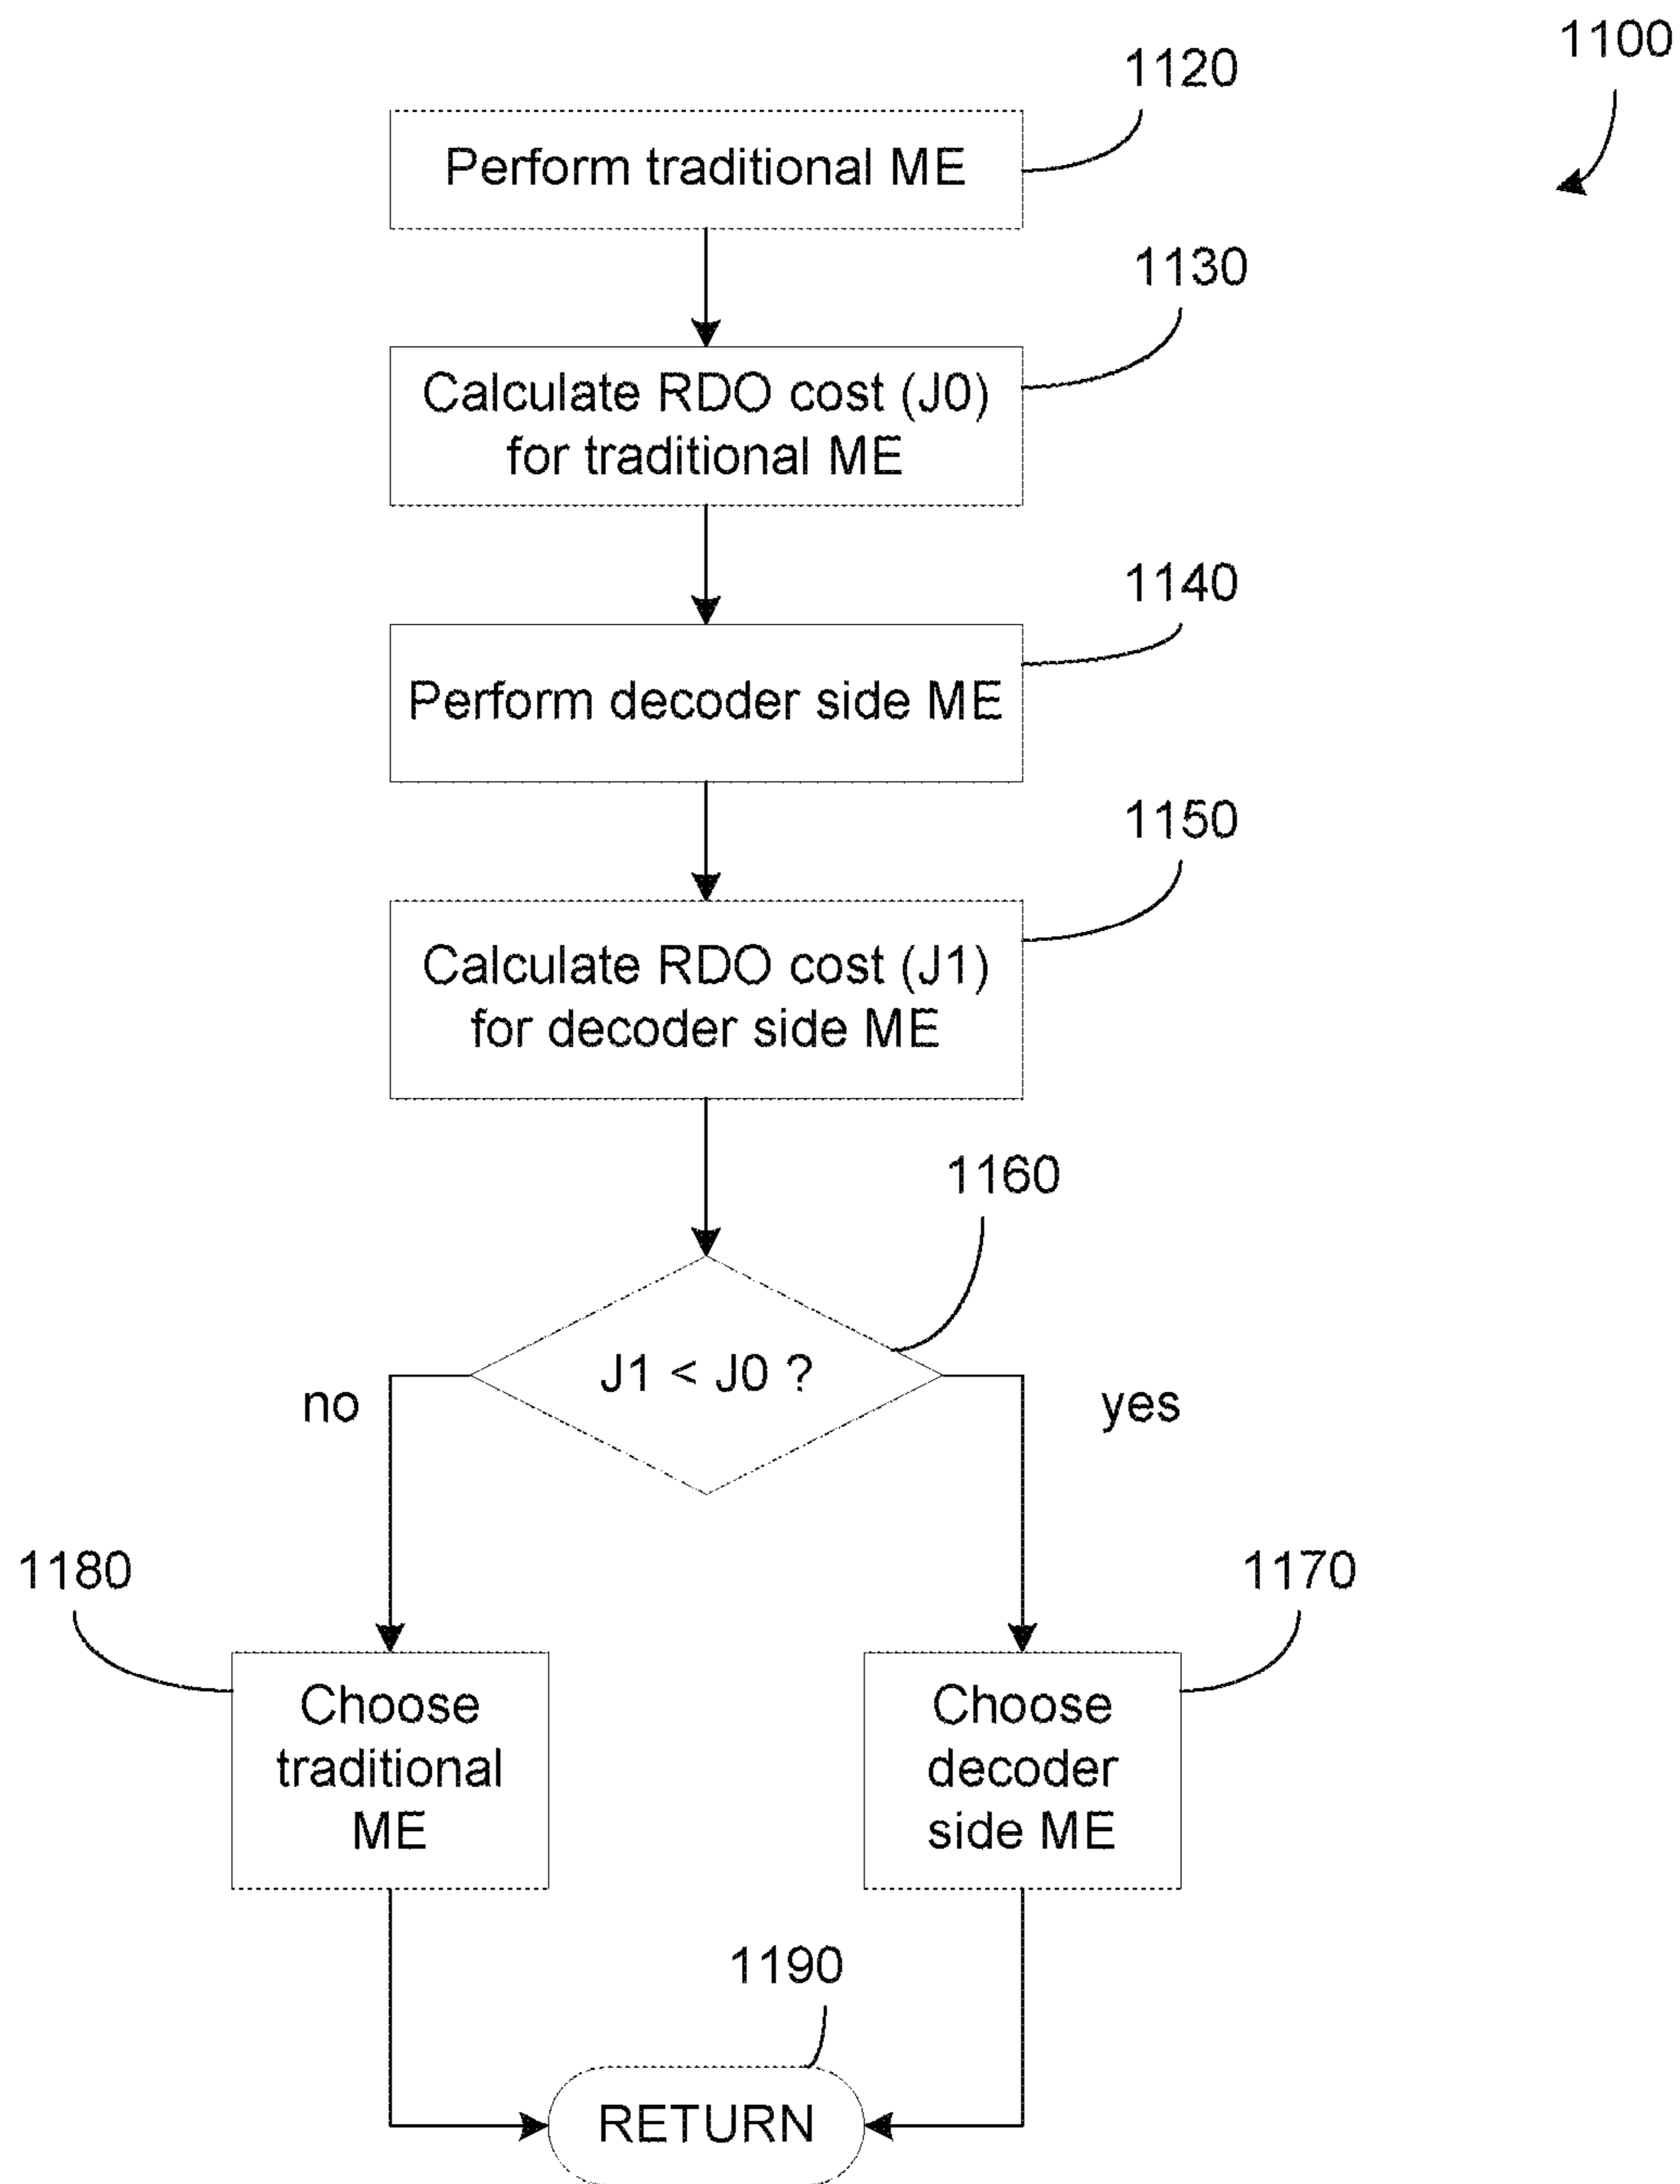 1100
1120
Perform traditional ME
1130
Calculate RDO cost (J0)
for traditional ME
1140
Perform decoder side ME
1150
Calculate RDO cost (J1)
for decoder side ME
1160
J1 < J0 ?
no
yes
1180
1170
Choose
traditional
ME
Choose
decoder
side ME
1190
RETURN